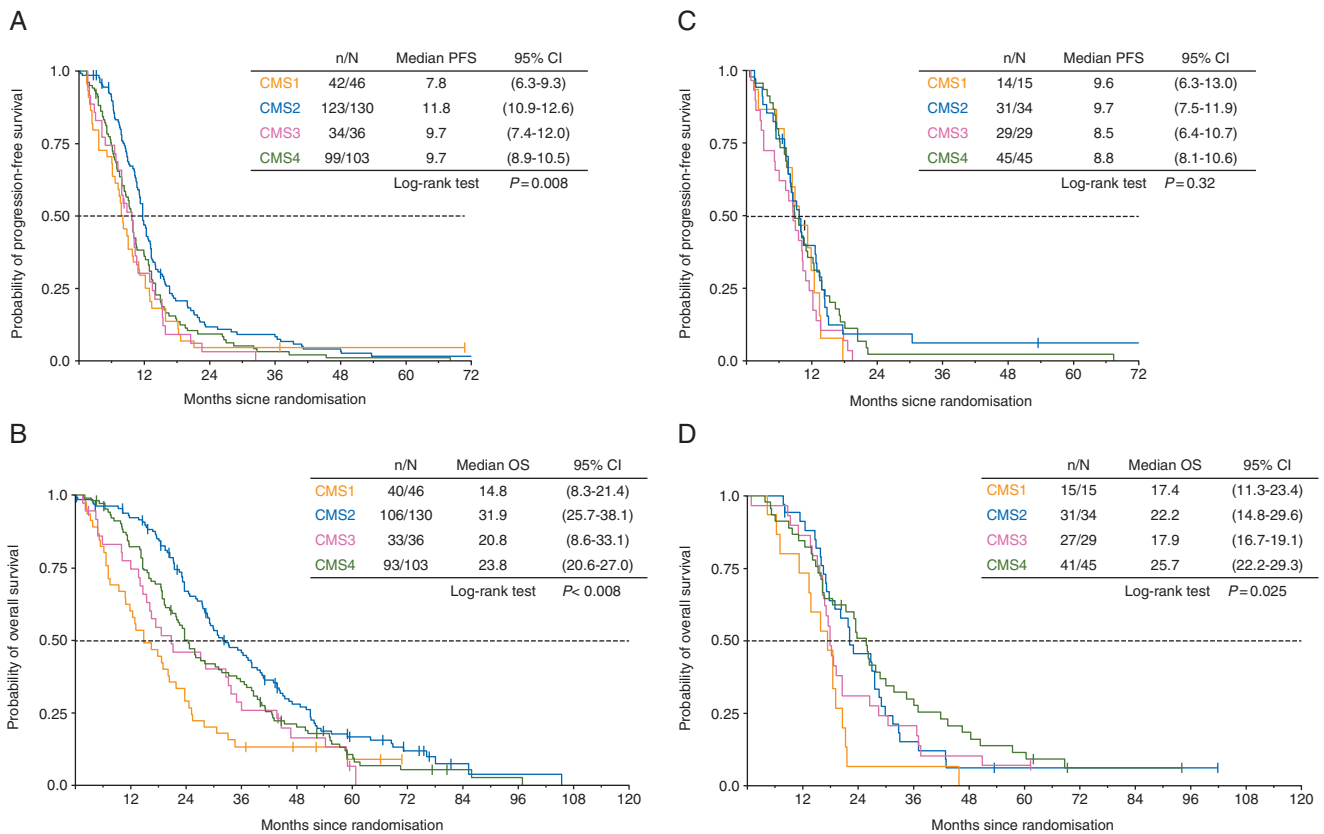 A
n/N Median PFS 95% CI
CMS1 42/46 7.8 (6.3-9.3)
CMS2 123/130 11.8 (10.9-12.6)
CMS3 34/36 9.7 (7.4-12.0)
CMS4 99/103 9.7 (8.9-10.5)
Log-rank test P=0.008
Probability of progression-free survival
1.0
0.75
0.50
0.25
0.0
12 24 36 48 60 72
Months sicne randomisation
C
n/N Median PFS 95% CI
CMS1 14/15 9.6 (6.3-13.0)
CMS2 31/34 9.7 (7.5-11.9)
CMS3 29/29 8.5 (6.4-10.7)
CMS4 45/45 8.8 (8.1-10.6)
Log-rank test P=0.32
Probability of progression-free survival
1.0
0.75
0.50
0.25
0.0
12 24 36 48 60 72
Months sicne randomisation
B
n/N Median OS 95% CI
CMS1 40/46 14.8 (8.3-21.4)
CMS2 106/130 31.9 (25.7-38.1)
CMS3 33/36 20.8 (8.6-33.1)
CMS4 93/103 23.8 (20.6-27.0)
Log-rank test P< 0.008
Probability of overall survival
1.0
0.75
0.50
0.25
0.0
12 24 36 48 60 72 84 96 108 120
Months since randomisation
D
n/N Median OS 95% CI
CMS1 15/15 17.4 (11.3-23.4)
CMS2 31/34 22.2 (14.8-29.6)
CMS3 27/29 17.9 (16.7-19.1)
CMS4 41/45 25.7 (22.2-29.3)
Log-rank test P=0.025
Probability of overall survival
1.0
0.75
0.50
0.25
0.0
12 24 36 48 60 72 84 96 108 120
Months since randomisation